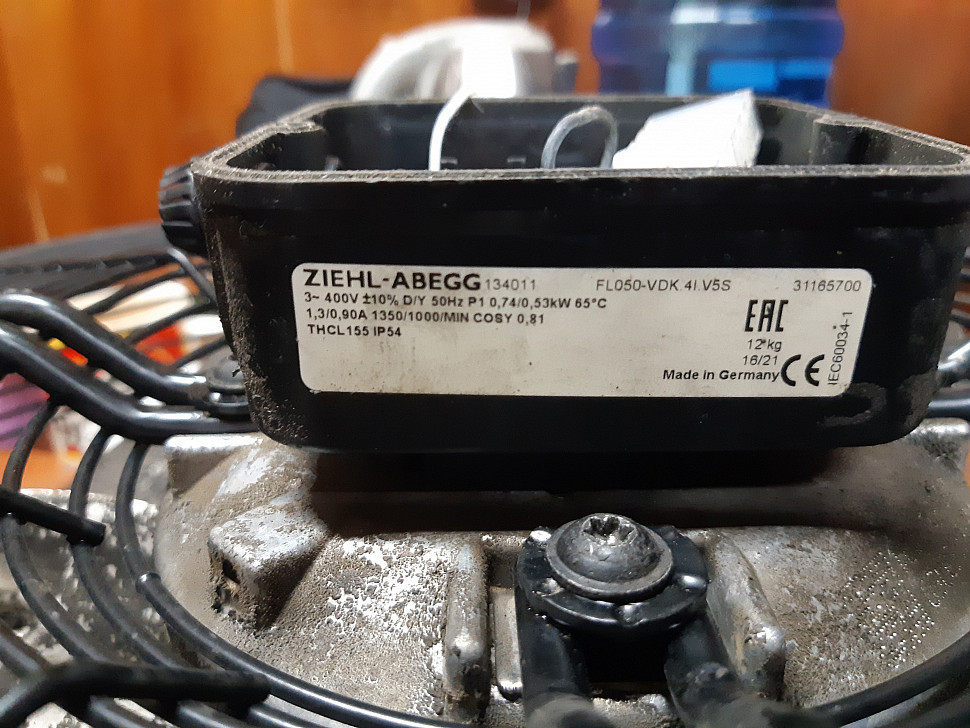 ZIEHL-ABEGG 134011 FL050-VDK.4I.V5S 31165700
3~ 400V ±10% D/Y 50Hz P1 0,74/0,53kW 65°C
1,3/0,90A 1350/1000/MIN COSY 0,81
THCL155 IP54
EAC
12*kg
16/21
Made in Germany CE
IEC60034*-1